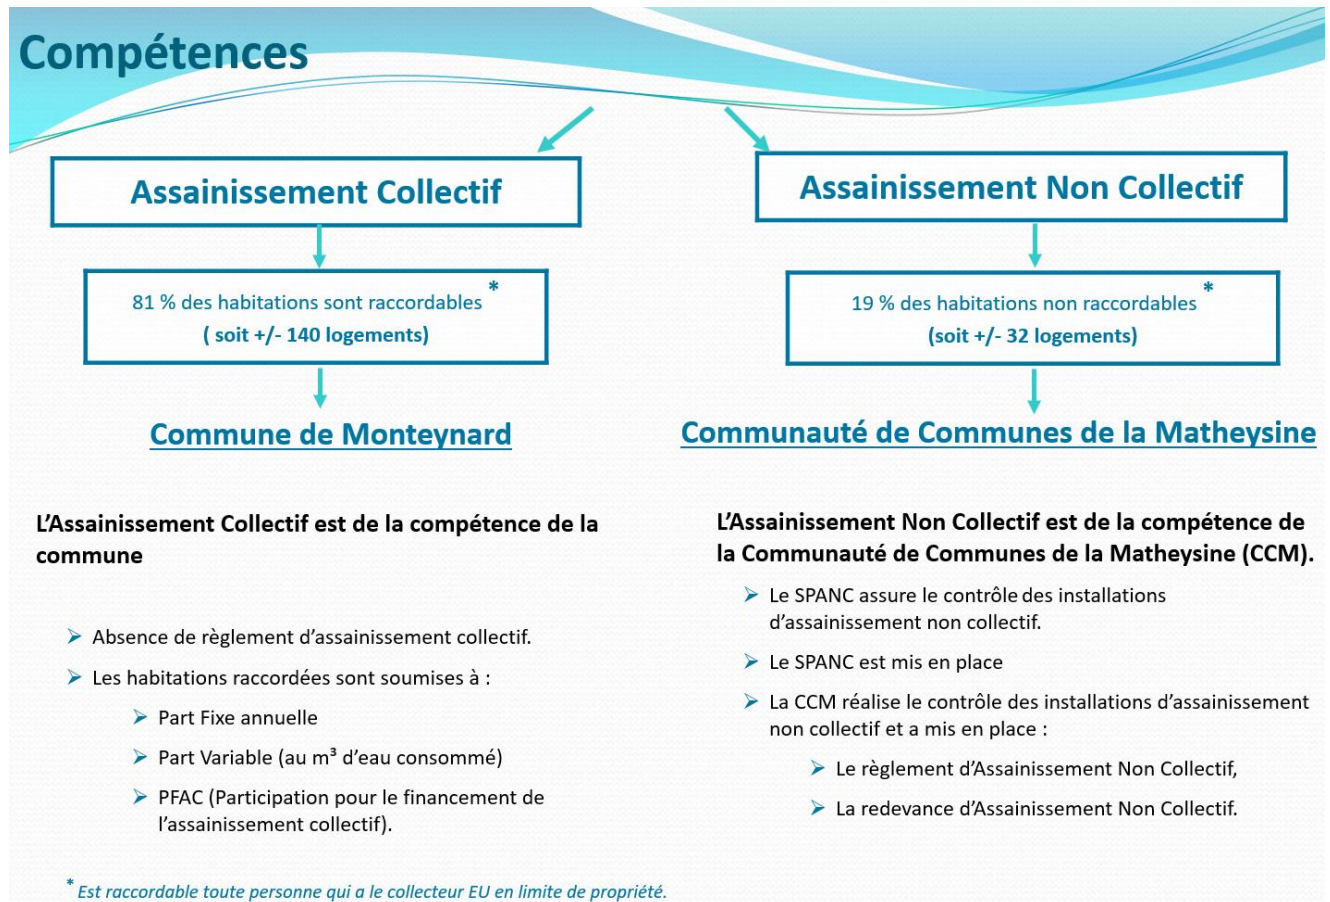 Compétences
Assainissement Collectif
81 % des habitations sont raccordables *
( soit +/- 140 logements)
Commune de Monteynard
L’Assainissement Collectif est de la compétence de la
commune
➢ Absence de règlement d’assainissement collectif.
➢ Les habitations raccordées sont soumises à :
➢ Part Fixe annuelle
➢ Part Variable (au m³ d’eau consommé)
➢ PFAC (Participation pour le financement de
l’assainissement collectif).
Assainissement Non Collectif
19 % des habitations non raccordables *
(soit +/- 32 logements)
Communauté de Communes de la Matheysine
L’Assainissement Non Collectif est de la compétence de
la Communauté de Communes de la Matheysine (CCM).
➢ Le SPANC assure le contrôle des installations
d’assainissement non collectif.
➢ Le SPANC est mis en place
➢ La CCM réalise le contrôle des installations d’assainissement
non collectif et a mis en place :
➢ Le règlement d’Assainissement Non Collectif,
➢ La redevance d’Assainissement Non Collectif.
* Est raccordable toute personne qui a le collecteur EU en limite de propriété.